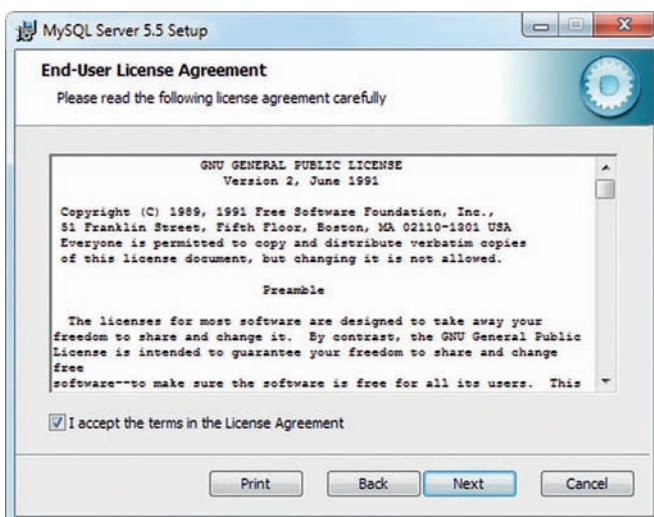 MySQL Server 5.5 Setup
End-User License Agreement
Please read the following license agreement carefully
GNU GENERAL PUBLIC LICENSE
Version 2, June 1991
Copyright (C) 1989, 1991 Free Software Foundation, Inc.,
51 Franklin Street, Fifth Floor, Boston, MA 02110-1301 USA
Everyone is permitted to copy and distribute verbatim copies
of this license document, but changing it is not allowed.
Preamble
The licenses for most software are designed to take away your
freedom to share and change it. By contrast, the GNU General Public
License is intended to guarantee your freedom to share and change
free
software--to make sure the software is free for all its users. This
I accept the terms in the License Agreement
Print Back Next Cancel